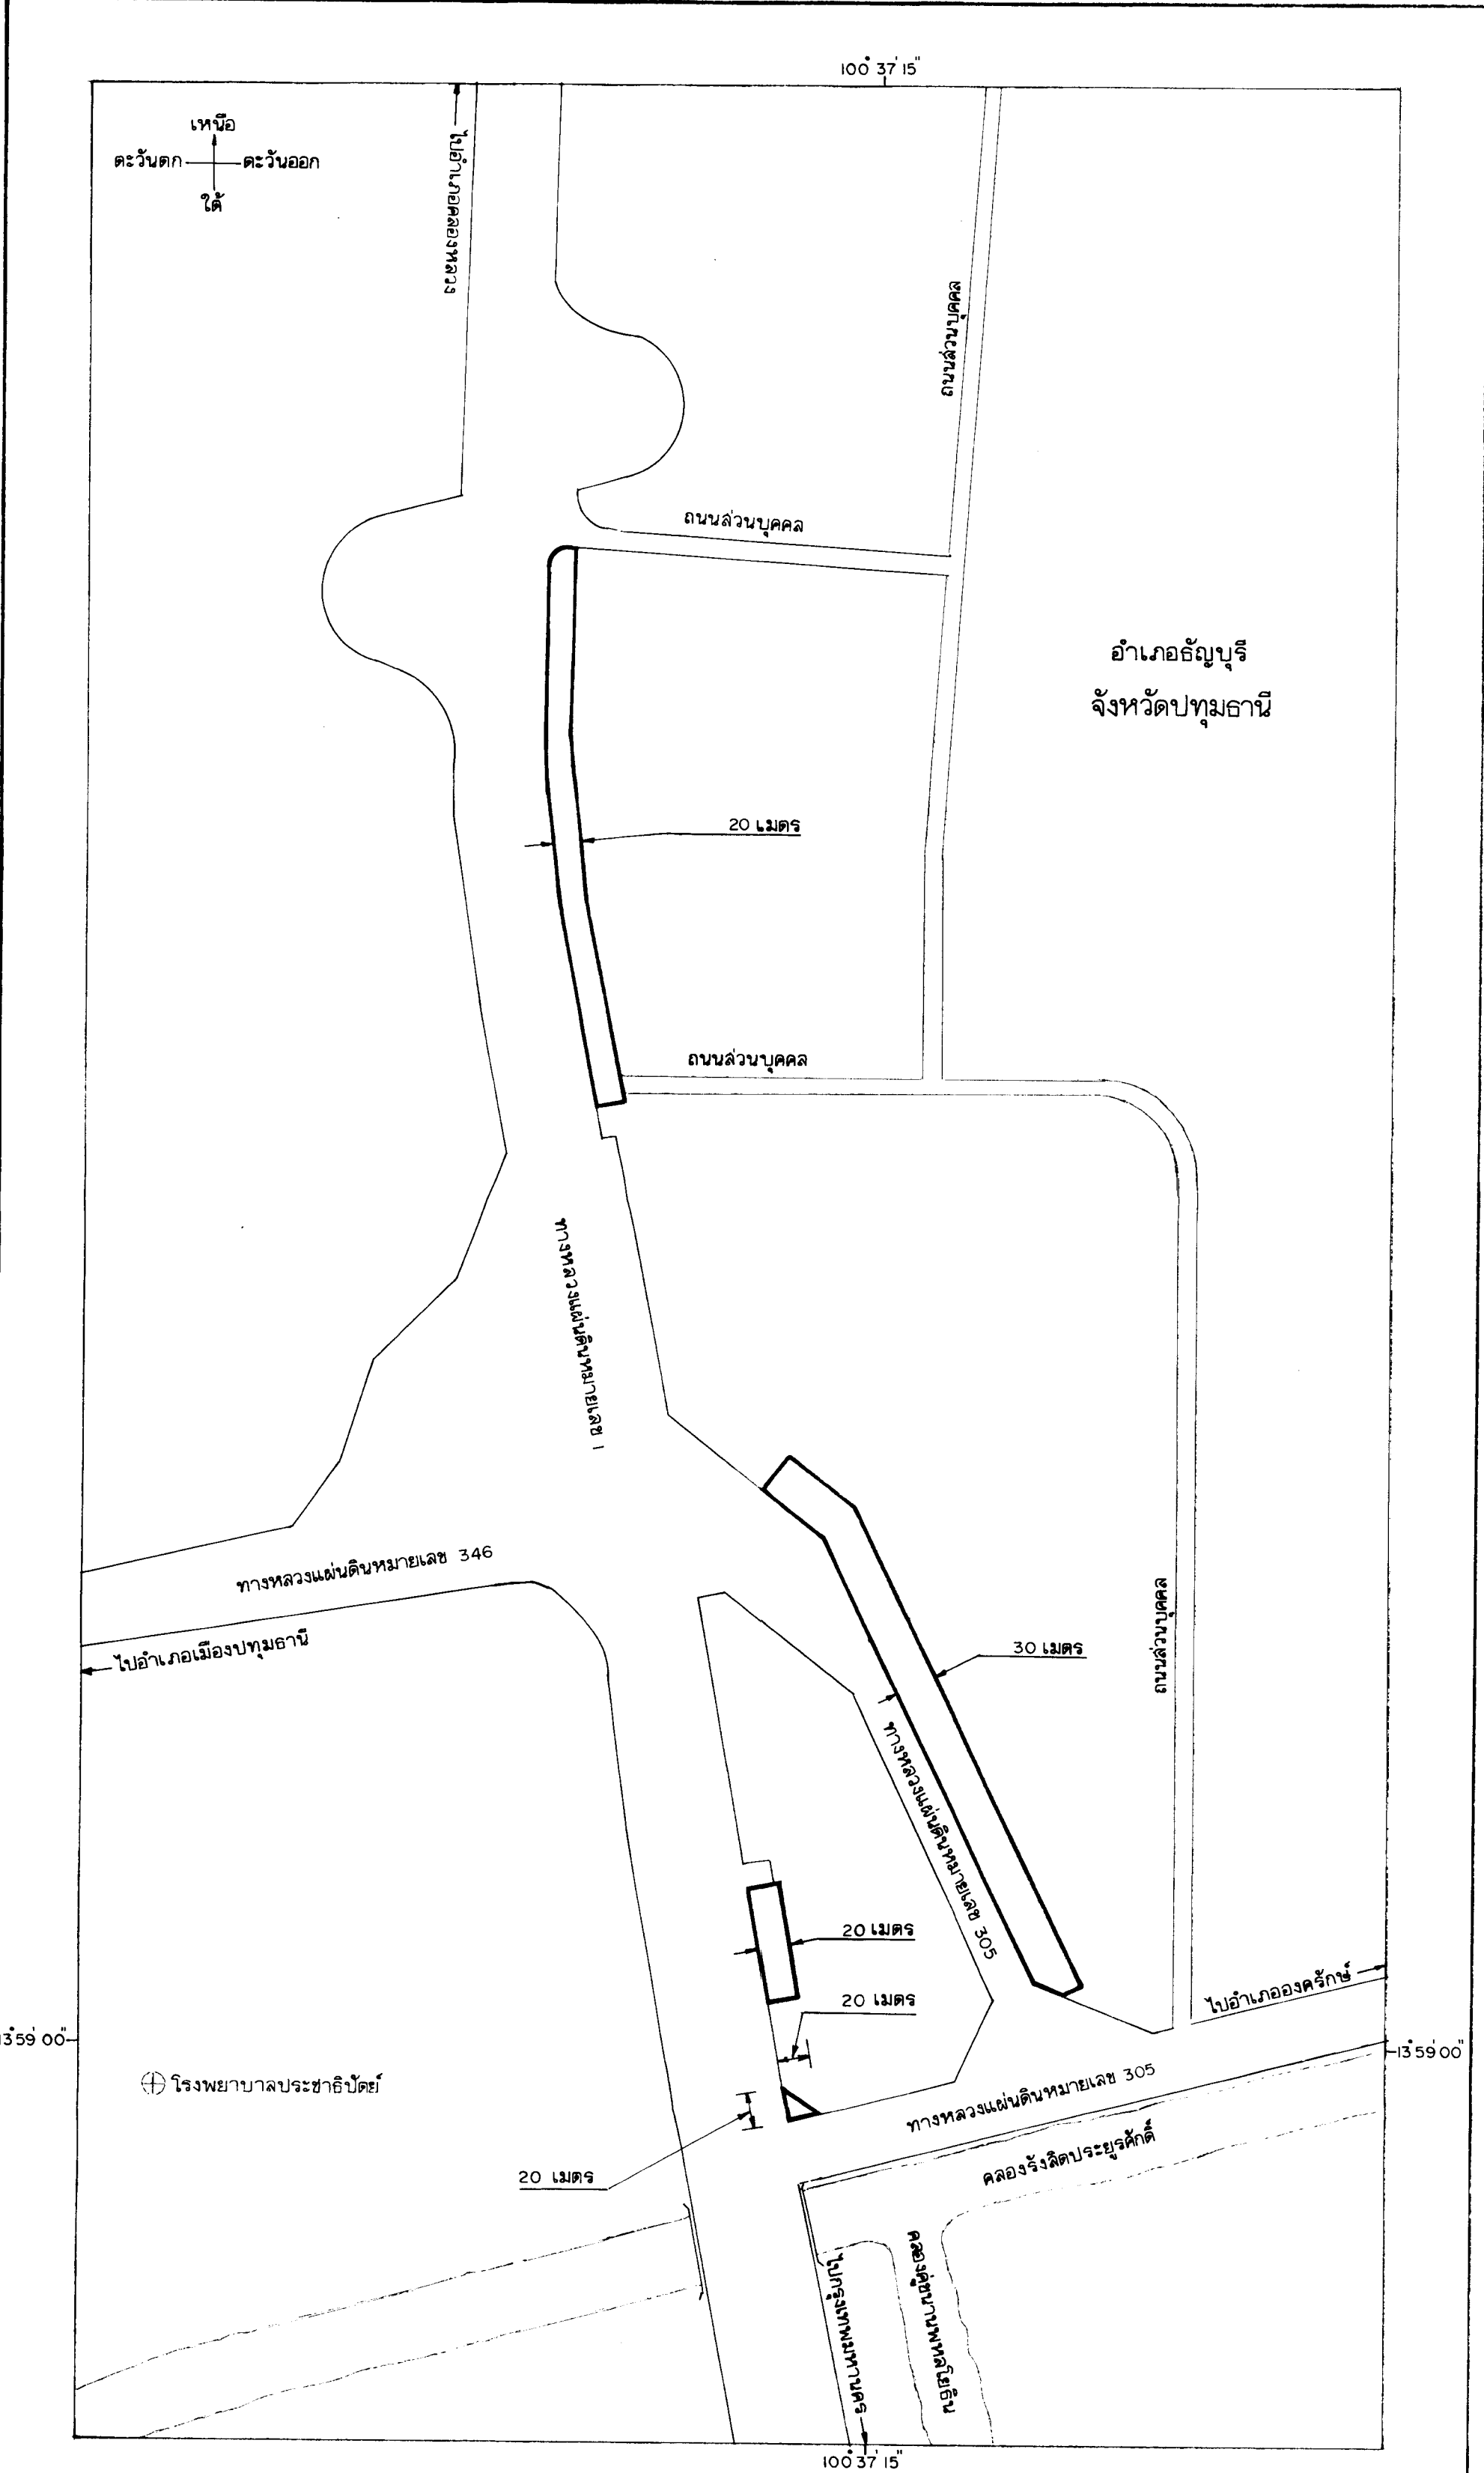 100° 37' 15"
เหนือ
ตะวันตก
ตะวันออก
ใต้
ไปอำเภอคลองหลวง
ถนนส่วนบุคคล
ถนนส่วนบุคคล
อำเภอธัญบุรี
จังหวัดปทุมธานี
20 เมตร
ถนนส่วนบุคคล
ทางหลวงแผ่นดินหมายเลข 1
ทางหลวงแผ่นดินหมายเลข 346
ไปอำเภอเมืองปทุมธานี
30 เมตร
ถนนส่วนบุคคล
ทางหลวงแผ่นดินหมายเลข 305
20 เมตร
20 เมตร
ไปอำเภอองครักษ์
13° 59' 00"
13° 59' 00"
โรงพยาบาลประชาธิปัตย์
ทางหลวงแผ่นดินหมายเลข 305
คลองรังสิตประยูรศักดิ์
20 เมตร
ไปกรุงเทพมหานคร
คลองคู่ขนานพหลโยธิน
100° 37' 15"